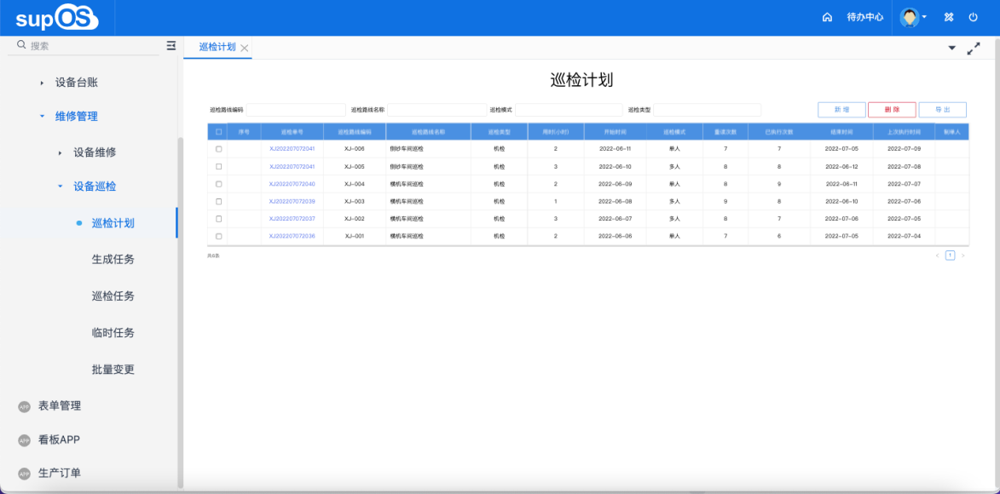 supOS
待办中心
搜索
巡检计划
设备台账
维修管理
设备维修
设备巡检
巡检计划
生成任务
巡检任务
临时任务
批量变更
APP 表单管理
APP 看板APP
APP 生产订单
巡检计划
巡检路线编码 巡检路线名称 巡检模式 巡检类型 新增 删除 导出
序号 巡检单号 巡检路线编码 巡检路线名称 巡检类型 用时(小时) 开始时间 巡检模式 重读次数 已执行次数 结束时间 上次执行时间
XJ202207072041 XJ-006 倒纱车间巡检 机检 2 2022-06-11 单人 7 7 2022-07-05 2022-07-09
XJ202207072041 XJ-005 倒纱车间巡检 机检 3 2022-06-10 多人 8 8 2022-06-12 2022-07-08
XJ202207072040 XJ-004 横机车间巡检 机检 2 2022-06-09 单人 8 9 2022-06-11 2022-07-07
XJ202207072039 XJ-003 横机车间巡检 机检 1 2022-06-08 多人 9 8 2022-06-10 2022-07-06
XJ202207072037 XJ-002 横机车间巡检 机检 3 2022-06-07 多人 8 7 2022-07-06 2022-07-05
XJ202207072036 XJ-001 横机车间巡检 机检 2 2022-06-06 单人 7 6 2022-07-05 2022-07-04
共6条
< 1 >